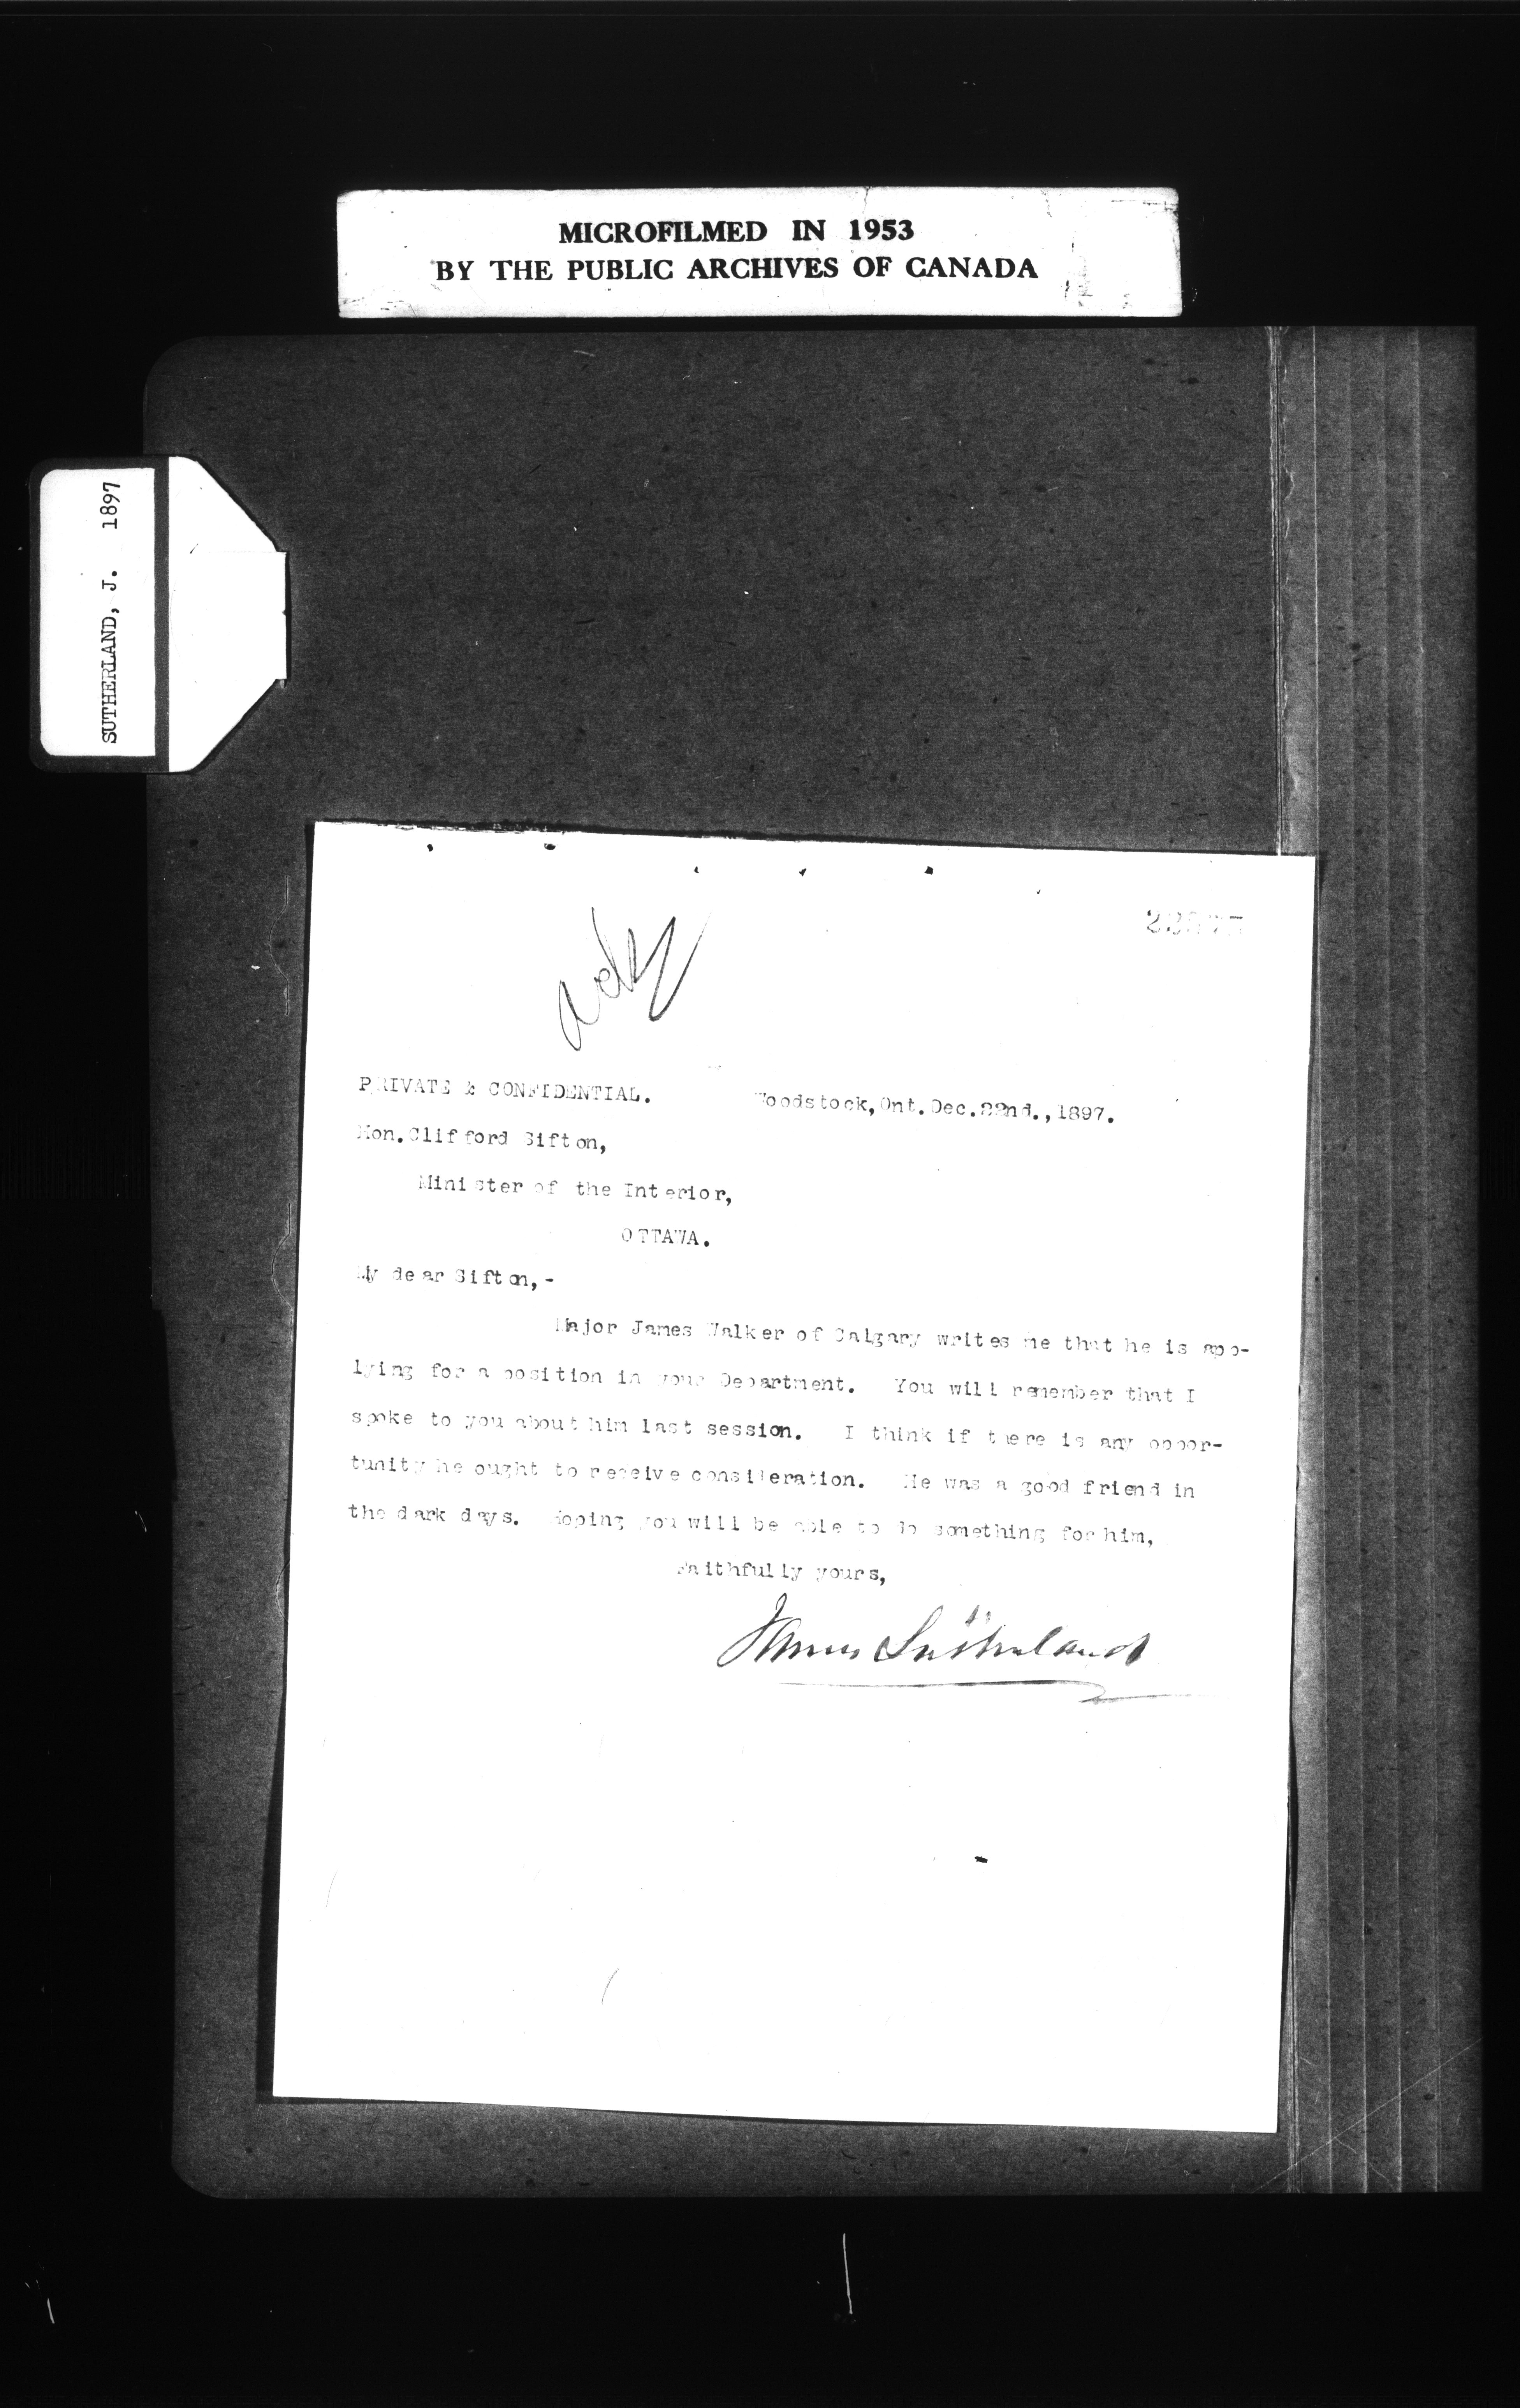 MICROFILMED IN 1953
BY THE PUBLIC ARCHIVES OF CANADA
SUTHERLAND, J. 1897
PRIVATE & CONFIDENTIAL.
Woodstock, Ont. Dec. 22nd., 1897.
Hon. Clifford Sifton,
Minister of the Interior,
OTTAWA.
My dear Sifton,-
Major James Walker of Calgary writes me that he is app-
lying for a position in your Department. You will remember that I
spoke to you about him last session. I think if there is any oppor-
tunity he ought to receive consideration. He was a good friend in
the dark days. Hoping you will be able to do something for him,
Faithfully yours,
James Sutherland